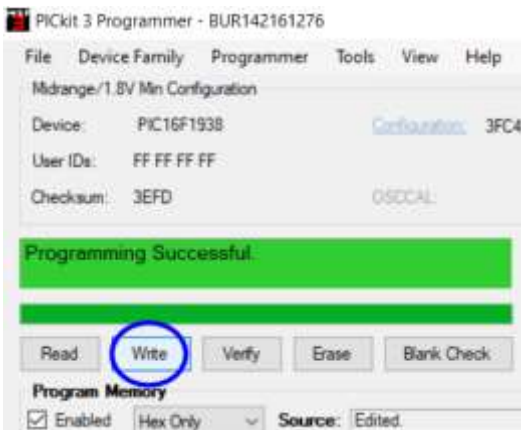 PICkit 3 Programmer - BUR142161276
File Device Family Programmer Tools View Help
Midrange/1.8V Min Configuration
Device: PIC16F1938 Configuration: 3FC4
User IDs: FF FF FF FF
Checksum: 3EFD OSCCAL:
Programming Successful.
Read Write Verify Erase Blank Check
Program Memory
Enabled Hex Only Source: Edited.